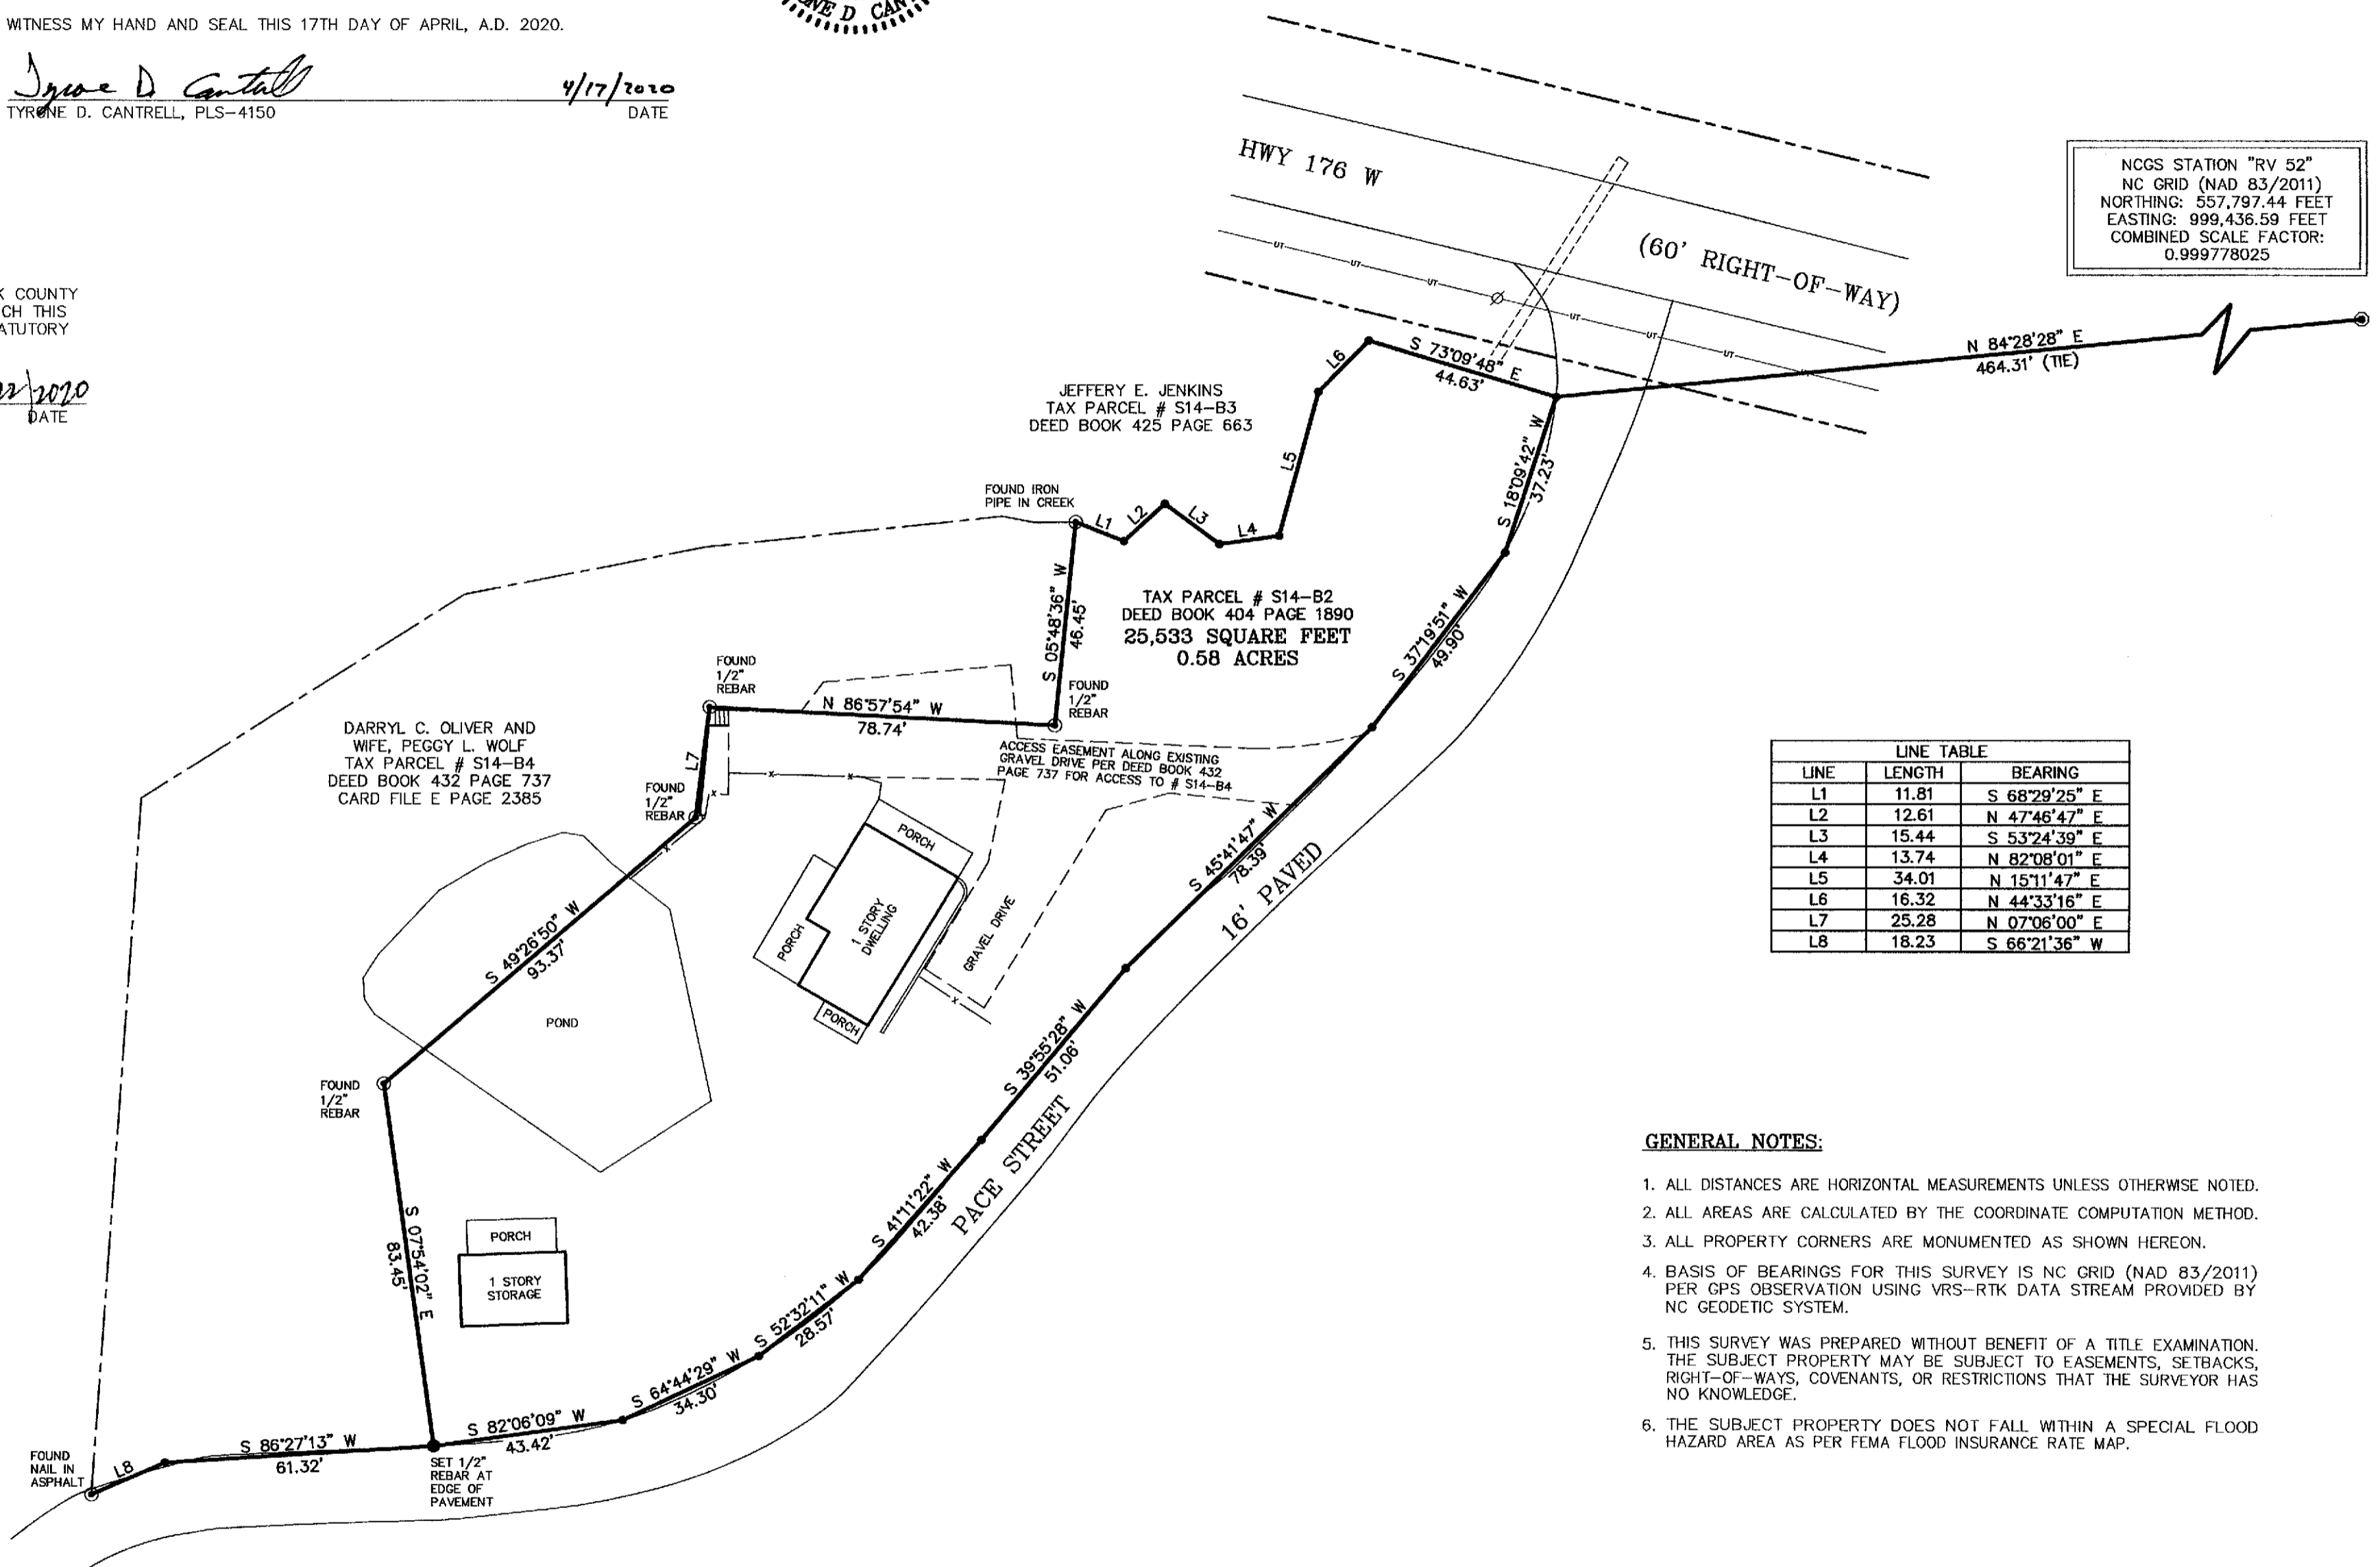 WITNESS MY HAND AND SEAL THIS 17TH DAY OF APRIL, A.D. 2020.
Tyrone D. Cantrell
4/17/2020
TYRONE D. CANTRELL, PLS-4150
DATE
NE D CAN
K COUNTY
CH THIS
ATUTORY
22/2020
DATE
HWY 176 W
(60' RIGHT-OF-WAY)
UT
UT
UT
UT
UT
UT
NCGS STATION "RV 52"
NC GRID (NAD 83/2011)
NORTHING: 557,797.44 FEET
EASTING: 999,436.59 FEET
COMBINED SCALE FACTOR:
0.999778025
N 84°28'28" E
464.31' (TIE)
S 73°09'48" E
44.63'
L6
JEFFERY E. JENKINS
TAX PARCEL # S14-B3
DEED BOOK 425 PAGE 663
L5
S 18°09'42" W
37.23'
FOUND IRON
PIPE IN CREEK
L1
L2
L3
L4
S 05°48'36" W
46.45'
TAX PARCEL # S14-B2
DEED BOOK 404 PAGE 1890
25,533 SQUARE FEET
0.58 ACRES
S 37°19'51" W
49.90'
FOUND
1/2"
REBAR
FOUND
1/2"
REBAR
N 86°57'54" W
78.74'
DARRYL C. OLIVER AND
WIFE, PEGGY L. WOLF
TAX PARCEL # S14-B4
DEED BOOK 432 PAGE 737
CARD FILE E PAGE 2385
L7
FOUND
1/2"
REBAR
ACCESS EASEMENT ALONG EXISTING
GRAVEL DRIVE PER DEED BOOK 432
PAGE 737 FOR ACCESS TO # S14-B4
PORCH
PORCH
1 STORY
DWELLING
PORCH
GRAVEL DRIVE
S 45°41'47" W
78.39'
16' PAVED
LINE TABLE
LINE LENGTH BEARING
L1 11.81 S 68°29'25" E
L2 12.61 N 47°46'47" E
L3 15.44 S 53°24'39" E
L4 13.74 N 82°08'01" E
L5 34.01 N 15°11'47" E
L6 16.32 N 44°33'16" E
L7 25.28 N 07°06'00" E
L8 18.23 S 66°21'36" W
S 49°26'50" W
93.37'
POND
FOUND
1/2"
REBAR
S 39°55'28" W
51.06'
PACE STREET
S 41°11'22" W
42.38'
S 07°54'02" E
83.45'
PORCH
1 STORY
STORAGE
S 52°32'11" W
28.57'
S 64°44'29" W
34.30'
S 82°06'09" W
43.42'
S 86°27'13" W
61.32'
L8
FOUND
NAIL IN
ASPHALT
SET 1/2"
REBAR AT
EDGE OF
PAVEMENT
GENERAL NOTES:
1. ALL DISTANCES ARE HORIZONTAL MEASUREMENTS UNLESS OTHERWISE NOTED.
2. ALL AREAS ARE CALCULATED BY THE COORDINATE COMPUTATION METHOD.
3. ALL PROPERTY CORNERS ARE MONUMENTED AS SHOWN HEREON.
4. BASIS OF BEARINGS FOR THIS SURVEY IS NC GRID (NAD 83/2011)
PER GPS OBSERVATION USING VRS-RTK DATA STREAM PROVIDED BY
NC GEODETIC SYSTEM.
5. THIS SURVEY WAS PREPARED WITHOUT BENEFIT OF A TITLE EXAMINATION.
THE SUBJECT PROPERTY MAY BE SUBJECT TO EASEMENTS, SETBACKS,
RIGHT-OF-WAYS, COVENANTS, OR RESTRICTIONS THAT THE SURVEYOR HAS
NO KNOWLEDGE.
6. THE SUBJECT PROPERTY DOES NOT FALL WITHIN A SPECIAL FLOOD
HAZARD AREA AS PER FEMA FLOOD INSURANCE RATE MAP.